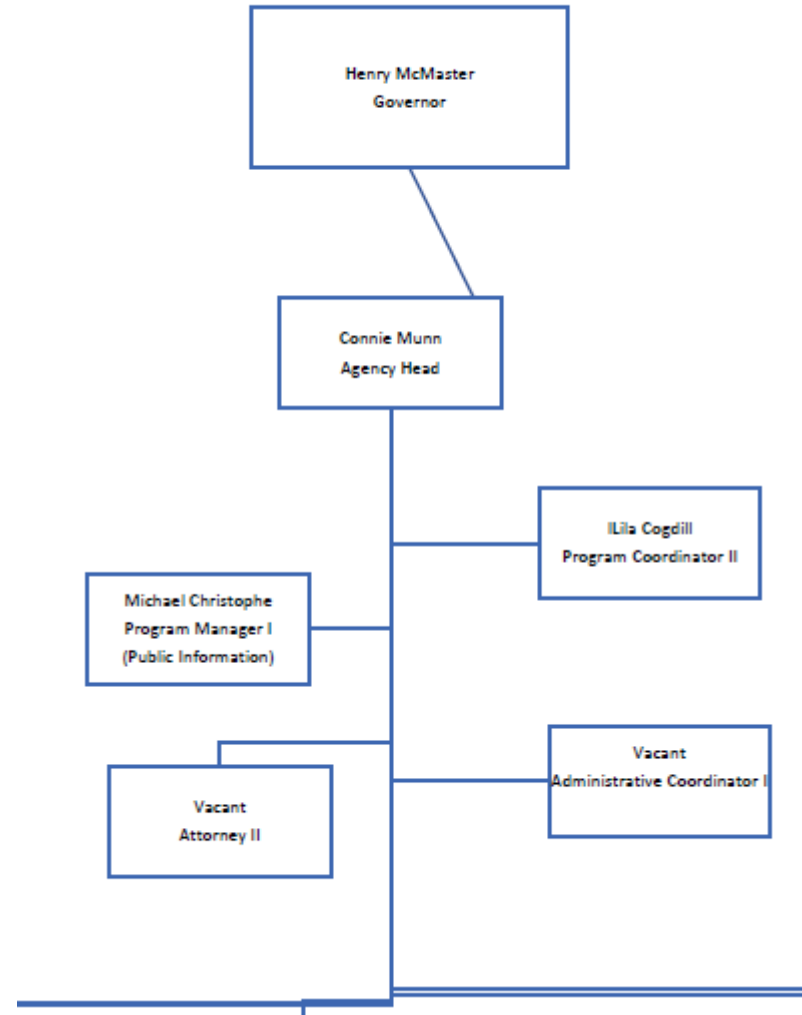 Henry McMaster
Governor
Connie Munn
Agency Head
ILila Cogdill
Program Coordinator II
Michael Christophe
Program Manager I
(Public Information)
Vacant
Administrative Coordinator I
Vacant
Attorney II